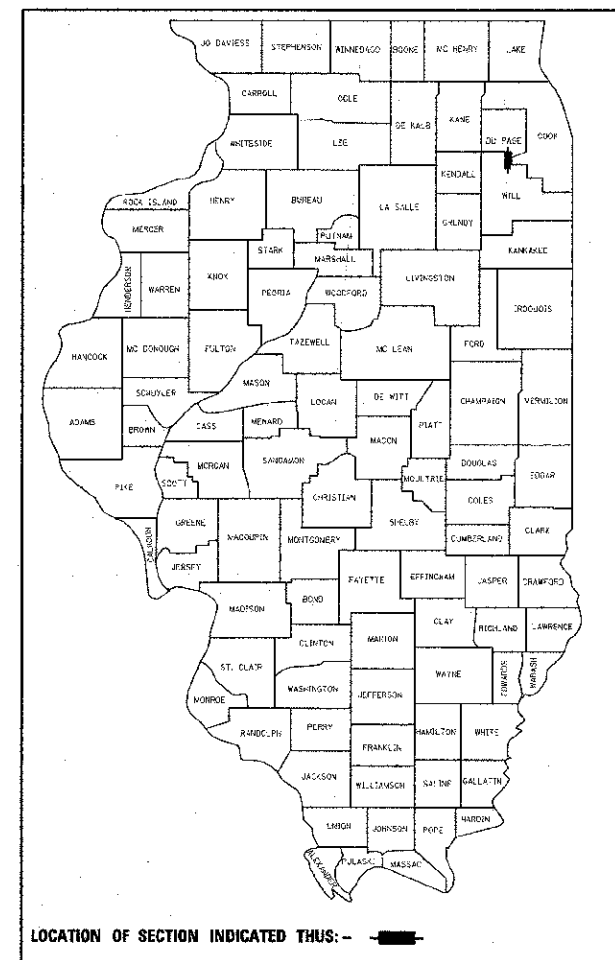 JO DAVIESS STEPHENSON WINNEBAGO BOONE MC HENRY LAKE
CARROLL OGLE DE KALB KANE DU PAGE COOK
WHITESIDE LEE KENDALL WILL
ROCK ISLAND HENRY BUREAU LA SALLE GRUNDY
MERCER PUTNAM KANKAKEE
STARK MARSHALL LIVINGSTON
HENDERSON WARREN KNOX PEORIA WOODFORD IROQUOIS
FORD
HANCOCK MC DONOUGH FULTON TAZEWELL MC LEAN
MASON
SCHUYLER LOGAN DE WITT CHAMPAIGN VERMILION
ADAMS BROWN CASS MENARD PIATT
MACON
MORGAN SANGAMON DOUGLAS
PIKE SCOTT CHRISTIAN MOULTRIE COLES EDGAR
SHELBY
CALHOUN GREENE MACOUPIN MONTGOMERY CUMBERLAND CLARK
JERSEY FAYETTE EFFINGHAM JASPER CRAWFORD
MADISON BOND
CLINTON MARION CLAY RICHLAND LAWRENCE
ST. CLAIR WAYNE EDWARDS WABASH
WASHINGTON JEFFERSON
MONROE
RANDOLPH PERRY HAMILTON WHITE
FRANKLIN
JACKSON WILLIAMSON SALINE GALLATIN
UNION JOHNSON POPE HARDIN
ALEXANDER PULASKI MASSAC
LOCATION OF SECTION INDICATED THUS:-